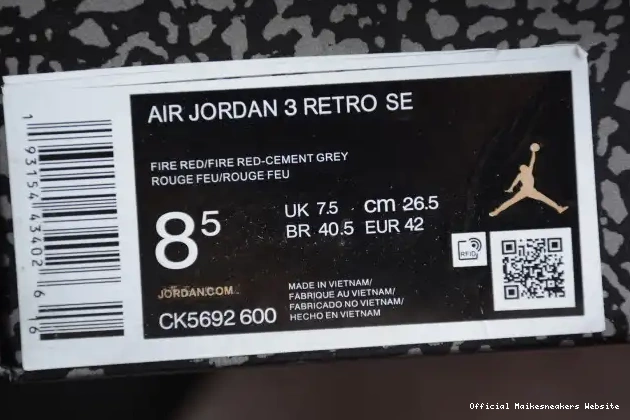 AIR JORDAN 3 RETRO SE
FIRE RED/FIRE RED-CEMENT GREY
ROUGE FEU/ROUGE FEU
8 5
UK 7.5 cm 26.5
BR 40.5 EUR 42
RFID
JORDAN.COM
CK5692 600
MADE IN VIETNAM/
FABRIQUE AU VIETNAM/
FABRICADO NO VIETNAM/
HECHO EN VIETNAM
1 93154 43402 6 16
Official Maikesneakers Website